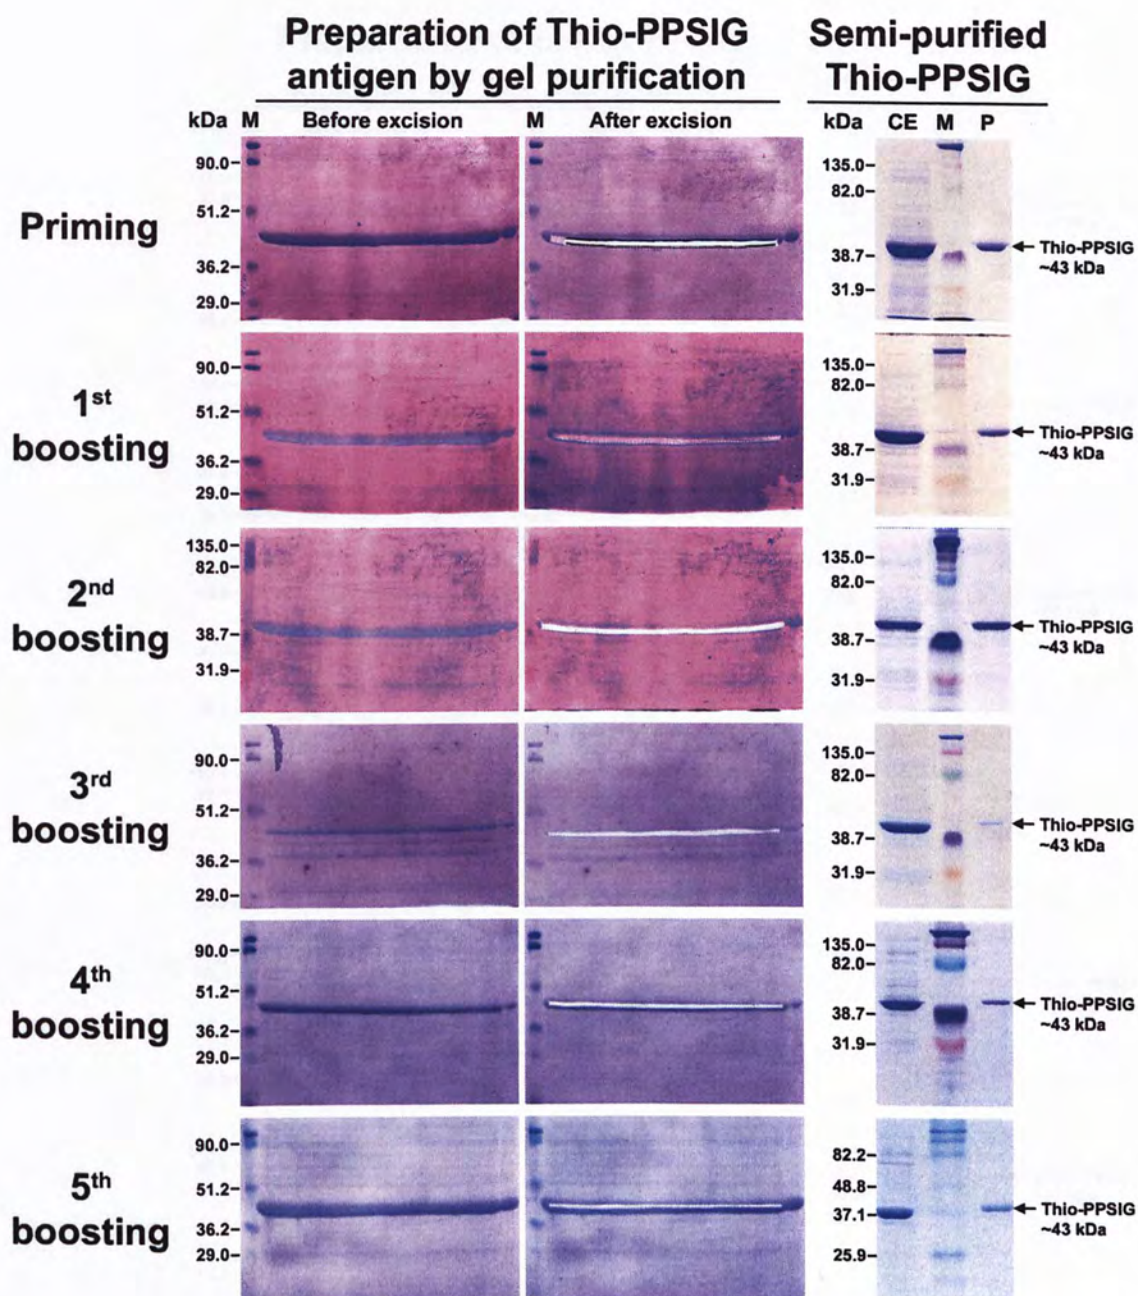 Preparation of Thio-PPSIG
antigen by gel purification
Semi-purified
Thio-PPSIG
kDa M Before excision M After excision kDa CE M P
Priming
90.0
51.2
36.2
29.0
135.0
82.0
38.7
31.9
Thio-PPSIG
~43 kDa
1st
boosting
90.0
51.2
36.2
29.0
135.0
82.0
38.7
31.9
Thio-PPSIG
~43 kDa
2nd
boosting
135.0
82.0
38.7
31.9
135.0
82.0
38.7
31.9
Thio-PPSIG
~43 kDa
3rd
boosting
90.0
51.2
36.2
29.0
135.0
82.0
38.7
31.9
Thio-PPSIG
~43 kDa
4th
boosting
90.0
51.2
36.2
29.0
135.0
82.0
38.7
31.9
Thio-PPSIG
~43 kDa
5th
boosting
90.0
51.2
36.2
29.0
82.2
48.8
37.1
25.9
Thio-PPSIG
~43 kDa